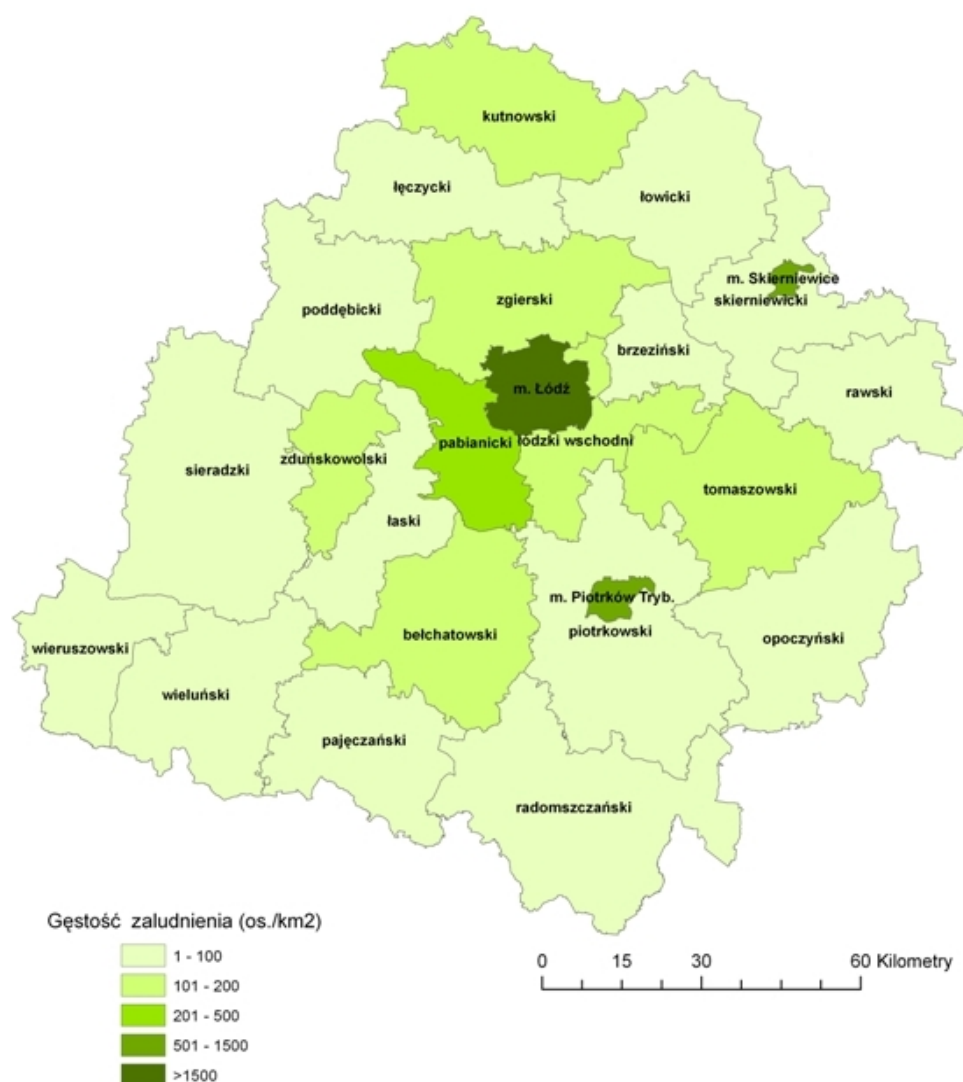 kutnowski
łęczycki
łowicki
m. Skierniewice
skierniewicki
zgierski
poddębicki
brzeziński
rawski
m. Łódź
pabianicki
łódzki wschodni
zduńskowolski
sieradzki
tomaszowski
łaski
m. Piotrków Tryb.
piotrkowski
bełchatowski
opoczyński
wieruszowski
wieluński
pajęczański
radomszczański
Gęstość zaludnienia (os./km2)
1 - 100
101 - 200
201 - 500
501 - 1500
>1500
0 15 30 60 Kilometry